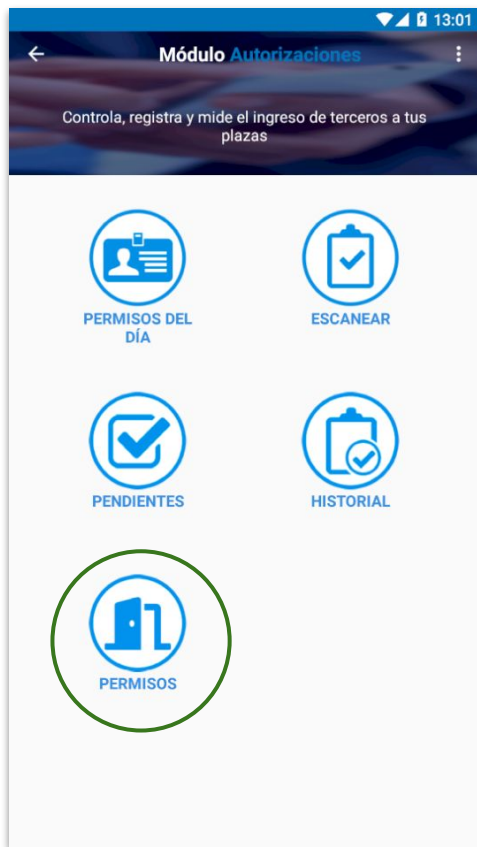 13:01
Módulo Autorizaciones
Controla, registra y mide el ingreso de terceros a tus
plazas
PERMISOS DEL
DÍA
ESCANEAR
PENDIENTES
HISTORIAL
PERMISOS